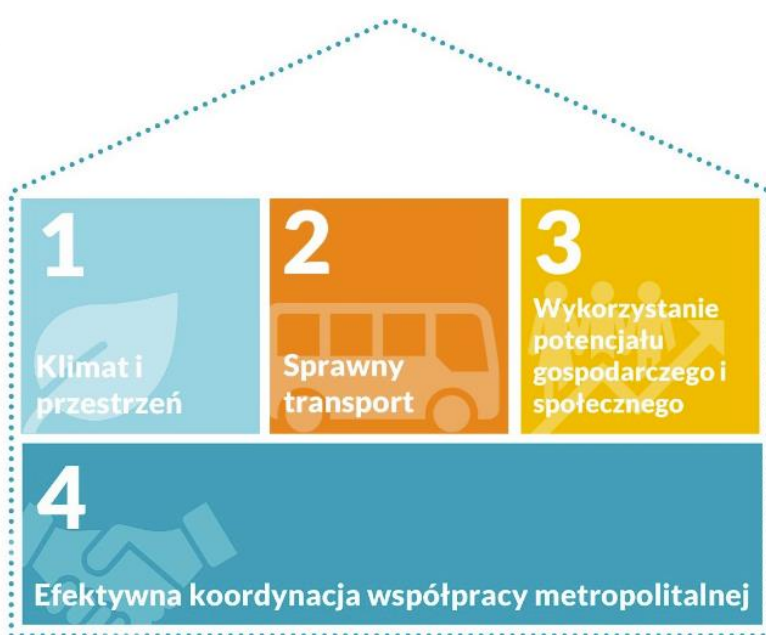 1
Klimat i
przestrzeń
2
Sprawny
transport
3
Wykorzystanie
potencjału
gospodarczego i
społecznego
4
Efektywna koordynacja współpracy metropolitalnej